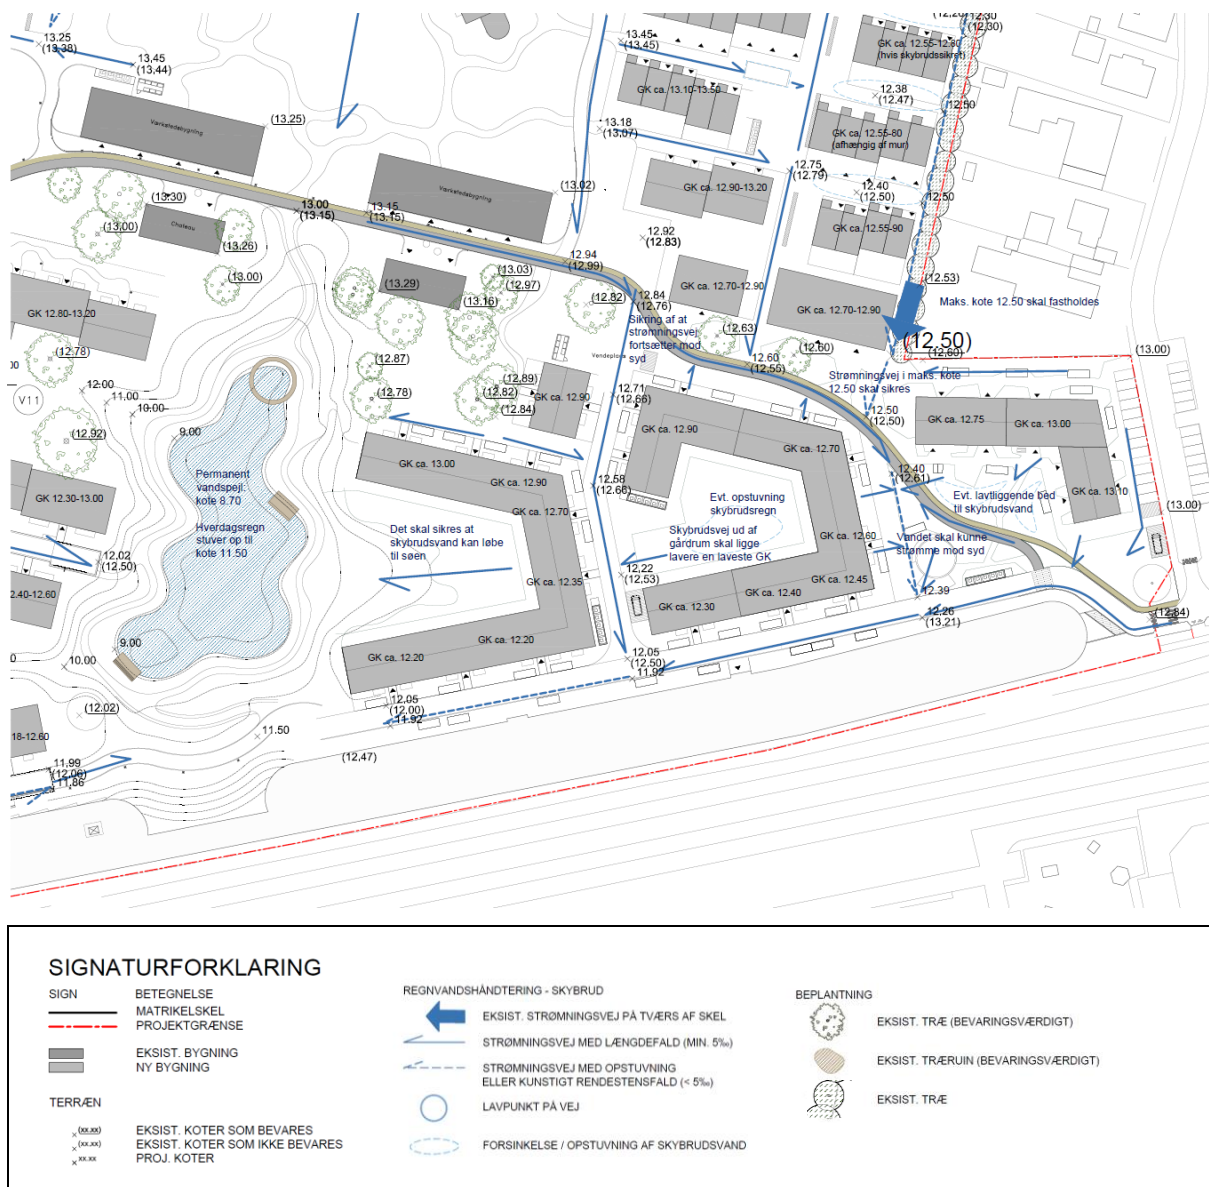 13.25
(13.38)
13.45
(13.44)
13.45
(13.45)
GK ca. 12.55-12.80
(hvis skybrudssikret)
12.30
(12.30)
Værkstedsbygning
(13.25)
GK ca. 13.10-13.50
12.38
(12.47)
12.50
13.18
(13.07)
GK ca. 12.55-80
(afhængig af mur)
12.75
(12.79)
Værkstedsbygning
(13.02)
GK ca. 12.90-13.20
12.40
(12.50)
12.50
(13.30)
13.00
(13.15)
13.15
(13.15)
Chateau
(13.00)
(13.26)
12.92
(12.83)
GK ca. 12.55-90
12.94
(12.99)
(13.00)
(13.29)
(13.03)
(12.97)
(13.16)
(12.82)
12.84
(12.76)
GK ca. 12.70-12.90
GK ca. 12.70-12.90
(12.53)
Maks. kote 12.50 skal fastholdes
GK 12.80-13.20
Sikring af at
strømningsvej
fortsætter mod
syd
Vendeplads
(12.63)
(12.60)
(12.50)
(12.60)
(13.00)
(12.78)
(12.87)
12.60
(12.55)
Strømningsvej i maks. kote
12.50 skal sikres
V11
12.00
11.00
10.00
(12.78)
(12.89)
(12.82)
(12.84)
GK ca. 12.90
12.71
(12.66)
12.50
(12.50)
GK ca. 12.75
GK ca. 13.00
(12.92)
9.00
GK ca. 12.90
GK ca. 12.70
GK ca. 13.00
GK ca. 12.90
12.58
(12.66)
12.40
(12.61)
GK ca. 13.10
Permanent
vandspejl.
kote 8.70
Hverdagsregn
stuver op til
kote 11.50
GK 12.30-13.00
GK ca. 12.70
Evt. opstuvning
skybrudsregn
Evt. lavtliggende bed
til skybrudsvand
(13.00)
Det skal sikres at
skybrudsvand kan løbe
til søen
Skybrudsvej ud af
gårdrum skal ligge
lavere en laveste GK
GK ca. 12.60
Vandet skal kunne
strømme mod syd
12.02
(12.50)
GK ca. 12.35
12.22
(12.53)
GK ca. 12.45
GK ca. 12.40
GK ca. 12.30
12.39
12.26
(13.21)
(12.84)
9.00
10.00
GK ca. 12.20
GK ca. 12.20
12.05
(12.50)
11.92
(12.02)
12.05
(12.00)
11.92
11.50
(12.47)
11.99
(12.06)
11.86
SIGNATURFORKLARING
SIGN BETEGNELSE
MATRIKELSKEL
PROJEKTGRÆNSE
EKSIST. BYGNING
NY BYGNING
TERRÆN
(xx.xx) EKSIST. KOTER SOM BEVARES
(xx.xx) EKSIST. KOTER SOM IKKE BEVARES
xx.xx PROJ. KOTER
REGNVANDSHÅNDTERING - SKYBRUD
EKSIST. STRØMNINGSVEJ PÅ TVÆRS AF SKEL
STRØMNINGSVEJ MED LÆNGDEFALD (MIN. 5‰)
STRØMNINGSVEJ MED OPSTUVNING
ELLER KUNSTIGT RENDESTENSFALD (< 5‰)
LAVPUNKT PÅ VEJ
FORSINKELSE / OPSTUVNING AF SKYBRUDSVAND
BEPLANTNING
EKSIST. TRÆ (BEVARINGSVÆRDIGT)
EKSIST. TRÆRUIN (BEVARINGSVÆRDIGT)
EKSIST. TRÆ